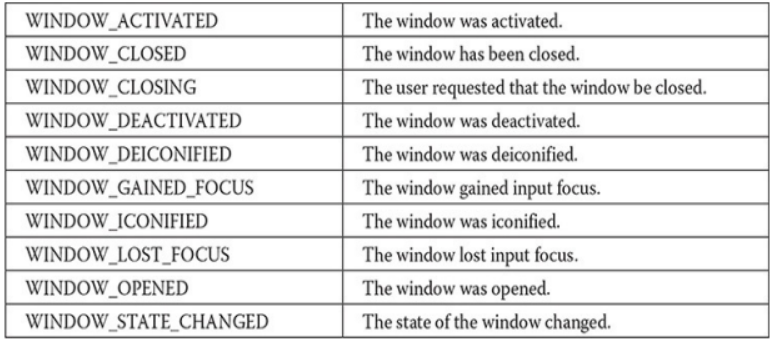 WINDOW_ACTIVATED The window was activated.
WINDOW_CLOSED The window has been closed.
WINDOW_CLOSING The user requested that the window be closed.
WINDOW_DEACTIVATED The window was deactivated.
WINDOW_DEICONIFIED The window was deiconified.
WINDOW_GAINED_FOCUS The window gained input focus.
WINDOW_ICONIFIED The window was iconified.
WINDOW_LOST_FOCUS The window lost input focus.
WINDOW_OPENED The window was opened.
WINDOW_STATE_CHANGED The state of the window changed.